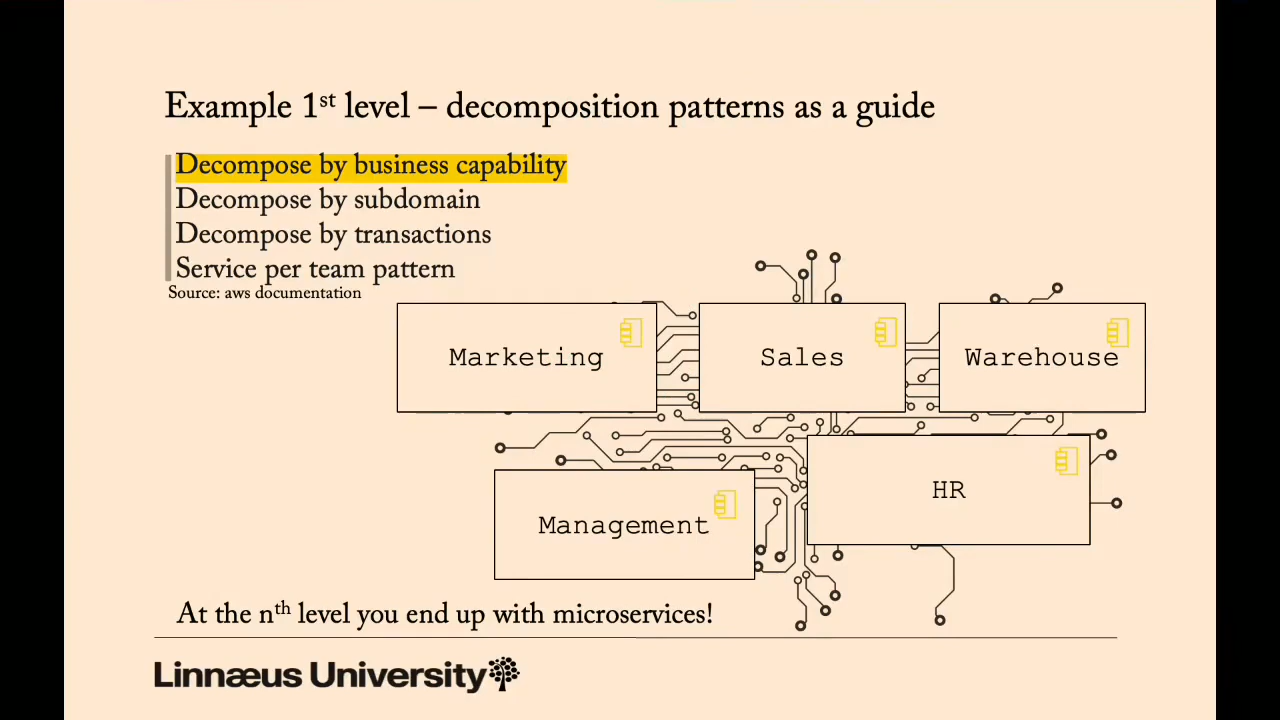 Example 1st level – decomposition patterns as a guide
Decompose by business capability
Decompose by subdomain
Decompose by transactions
Service per team pattern
Source: aws documentation
Marketing
Sales
Warehouse
HR
Management
At the nth level you end up with microservices!
Linnæus University